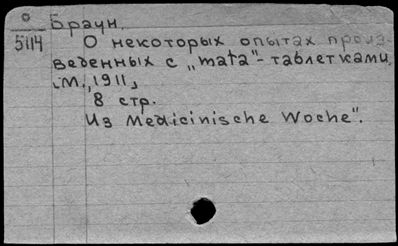 О
5114
Браун.
О некоторых опытах произ-
веденных с „mata"-таблетками.
[М., 1911]
8 стр.
Из Medicinische Woche".